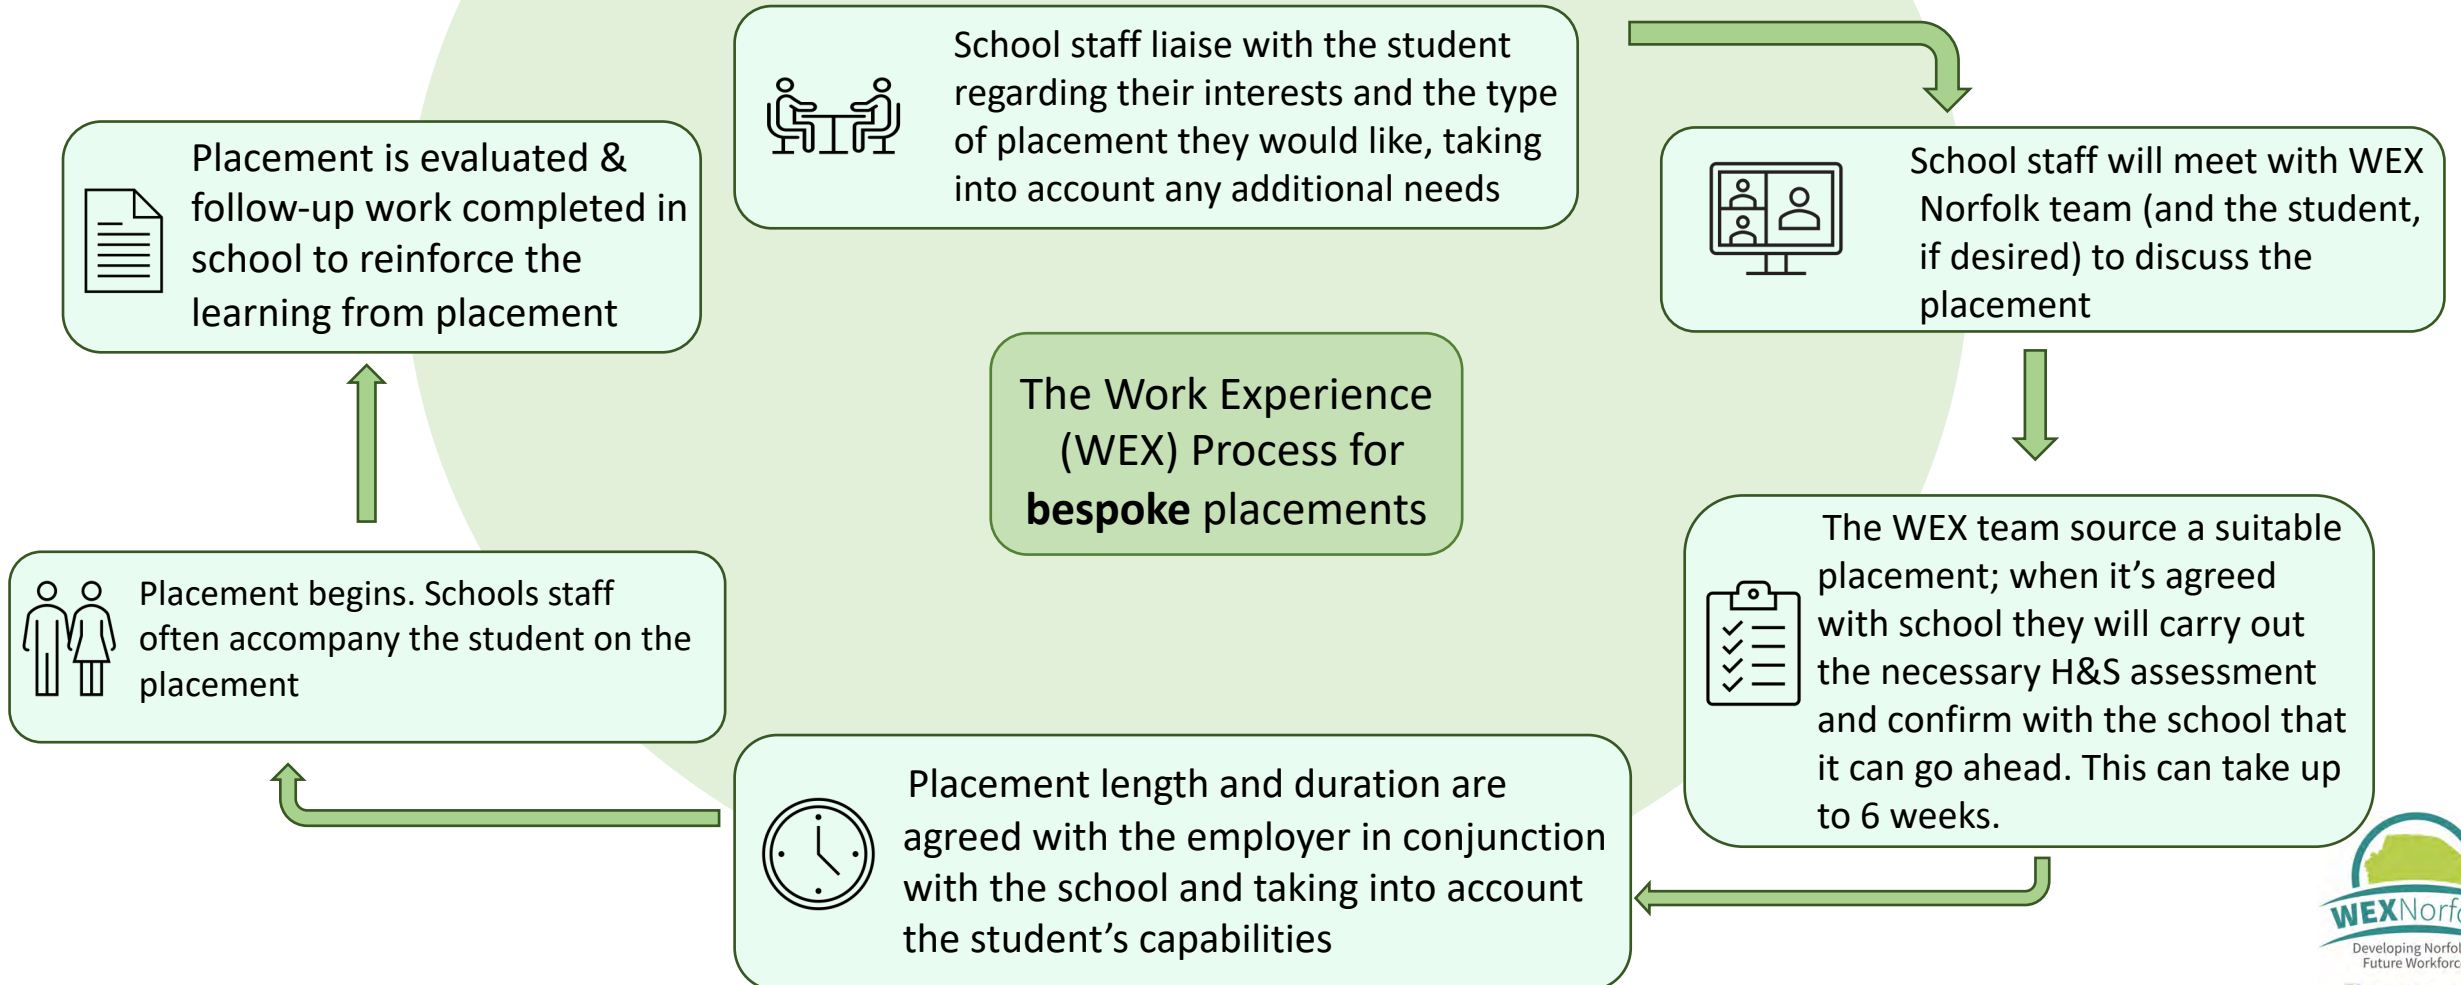 School staff liaise with the student
regarding their interests and the type
of placement they would like, taking
into account any additional needs
School staff will meet with WEX
Norfolk team (and the student,
if desired) to discuss the
placement
The WEX team source a suitable
placement; when it’s agreed
with school they will carry out
the necessary H&S assessment
and confirm with the school that
it can go ahead. This can take up
to 6 weeks.
Placement length and duration are
agreed with the employer in conjunction
with the school and taking into account
the student’s capabilities
Placement begins. Schools staff
often accompany the student on the
placement
Placement is evaluated &
follow-up work completed in
school to reinforce the
learning from placement
The Work Experience
(WEX) Process for
bespoke placements
WEX
Developing
Future